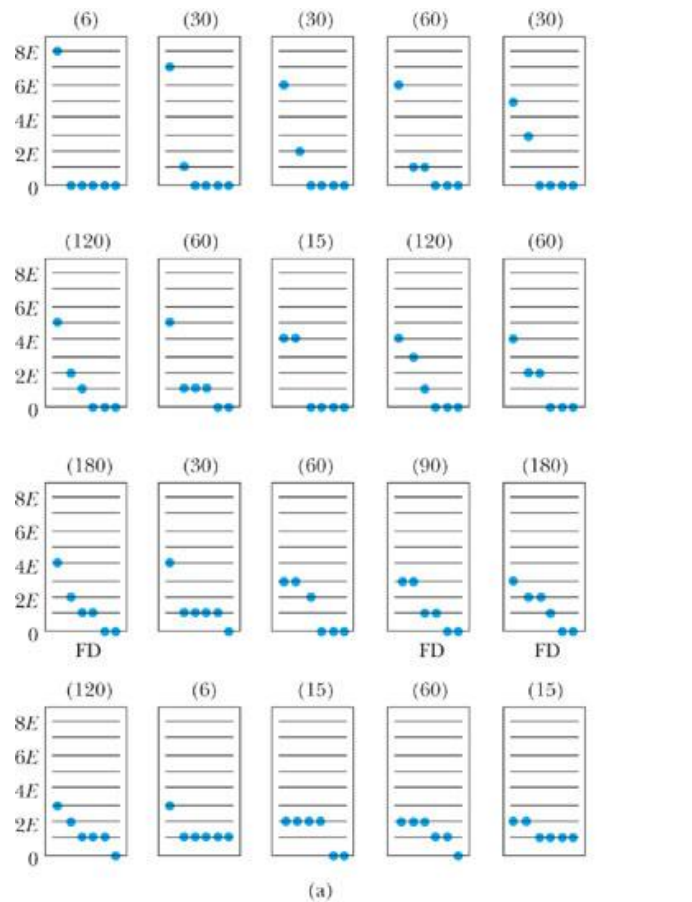 (6) (30) (30) (60) (30)
8E
6E
4E
2E
0
(120) (60) (15) (120) (60)
8E
6E
4E
2E
0
(180) (30) (60) (90) (180)
8E
6E
4E
2E
0
FD FD FD
(120) (6) (15) (60) (15)
8E
6E
4E
2E
0
(a)